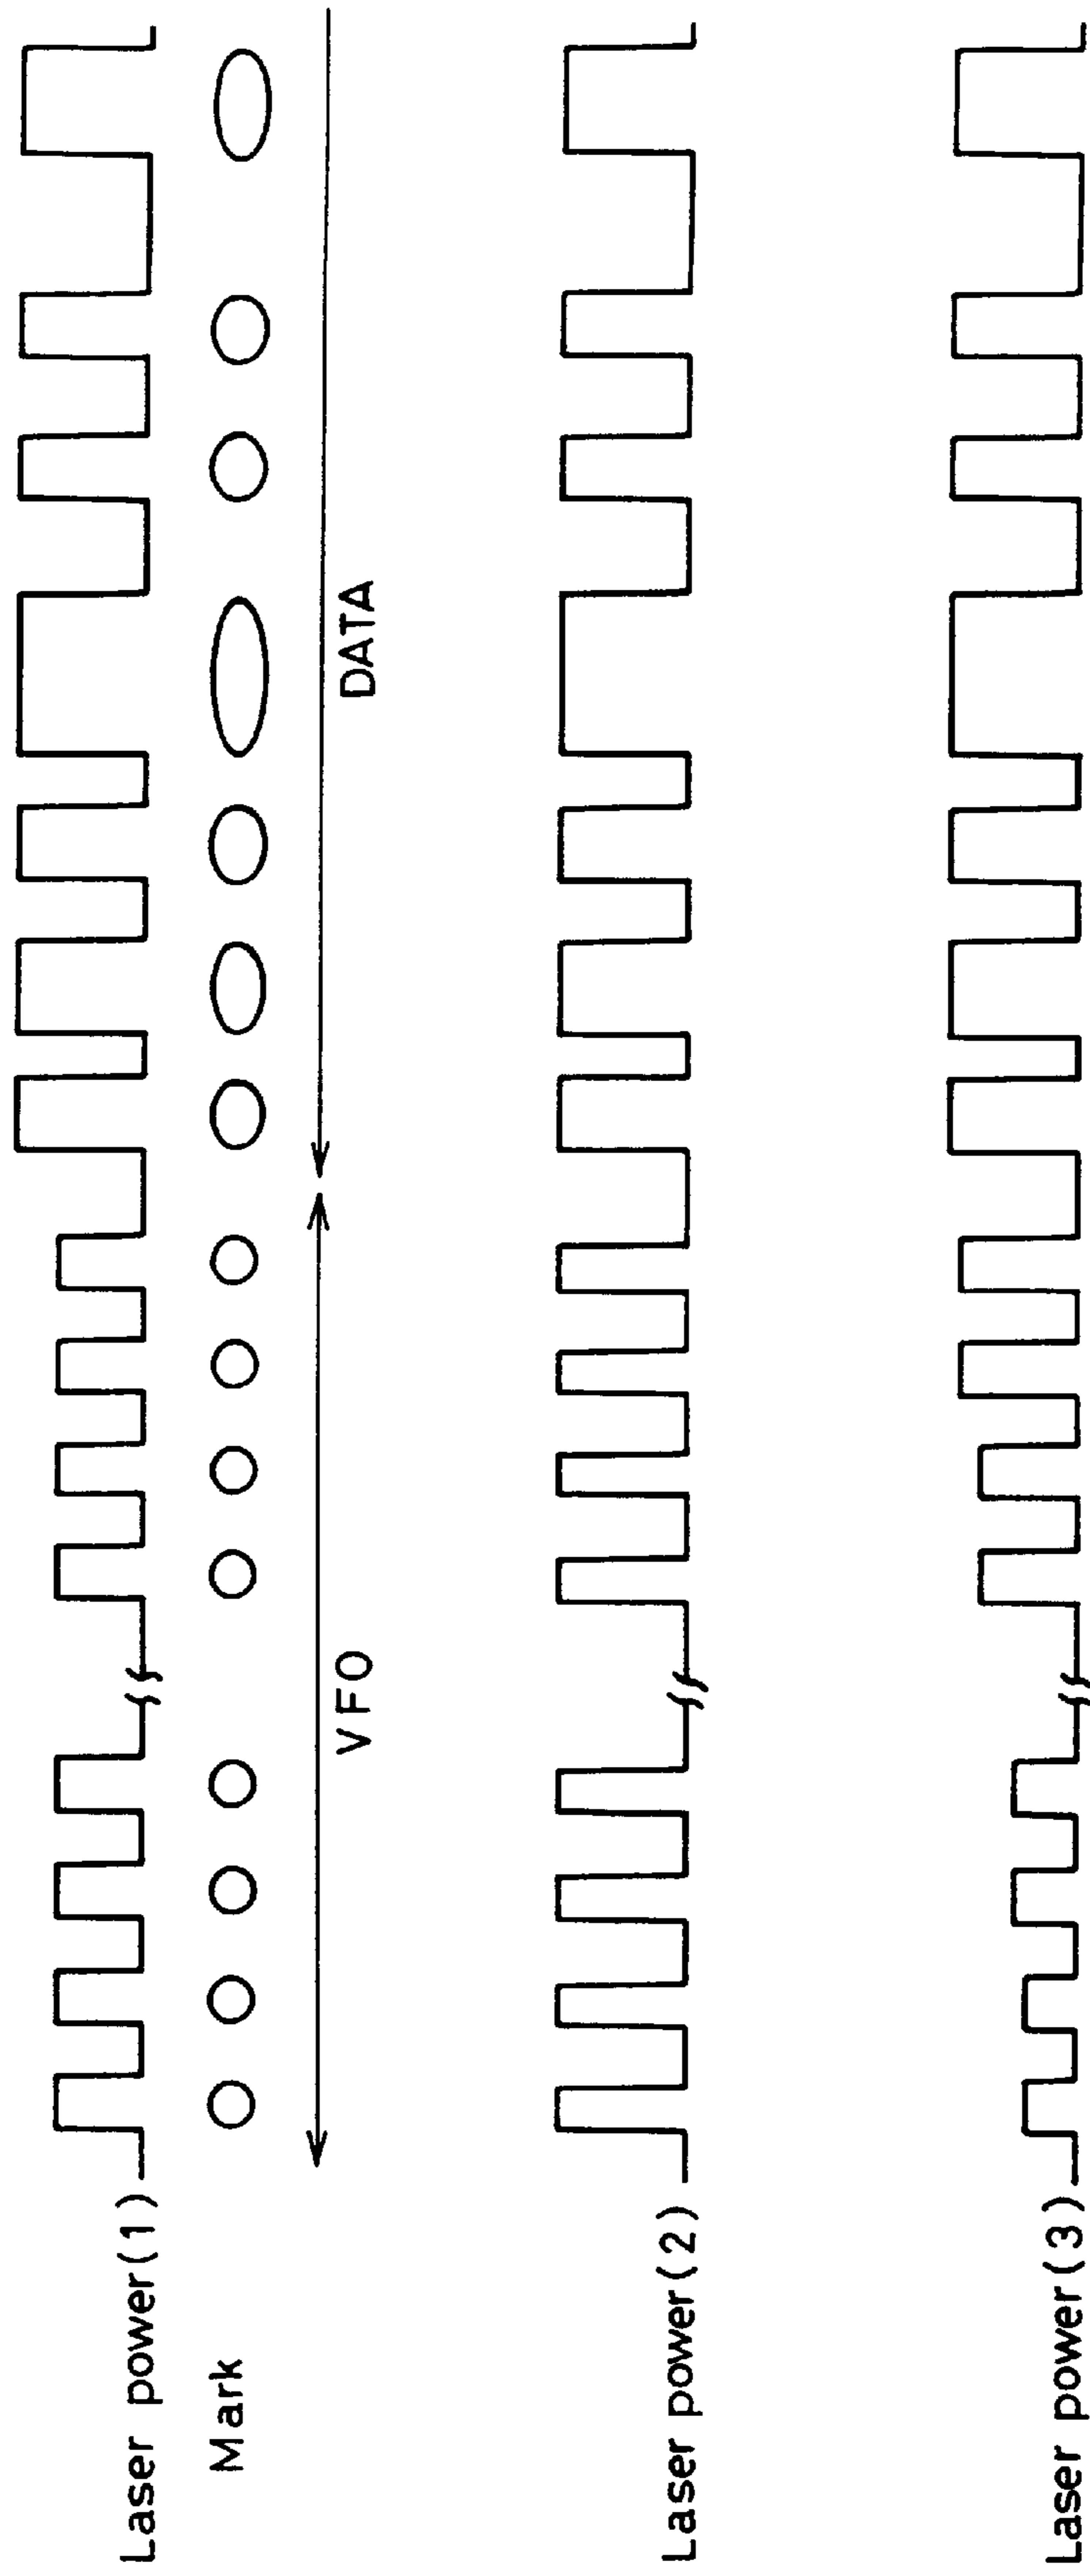 Laser power(1)
Mark
VFO
DATA
Laser power(2)
Laser power(3)